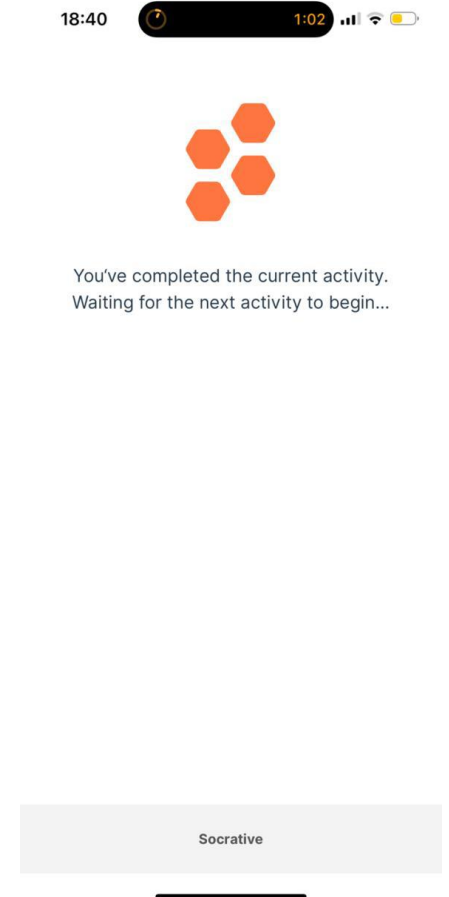 18:40
1:02
You’ve completed the current activity.
Waiting for the next activity to begin...
Socrative